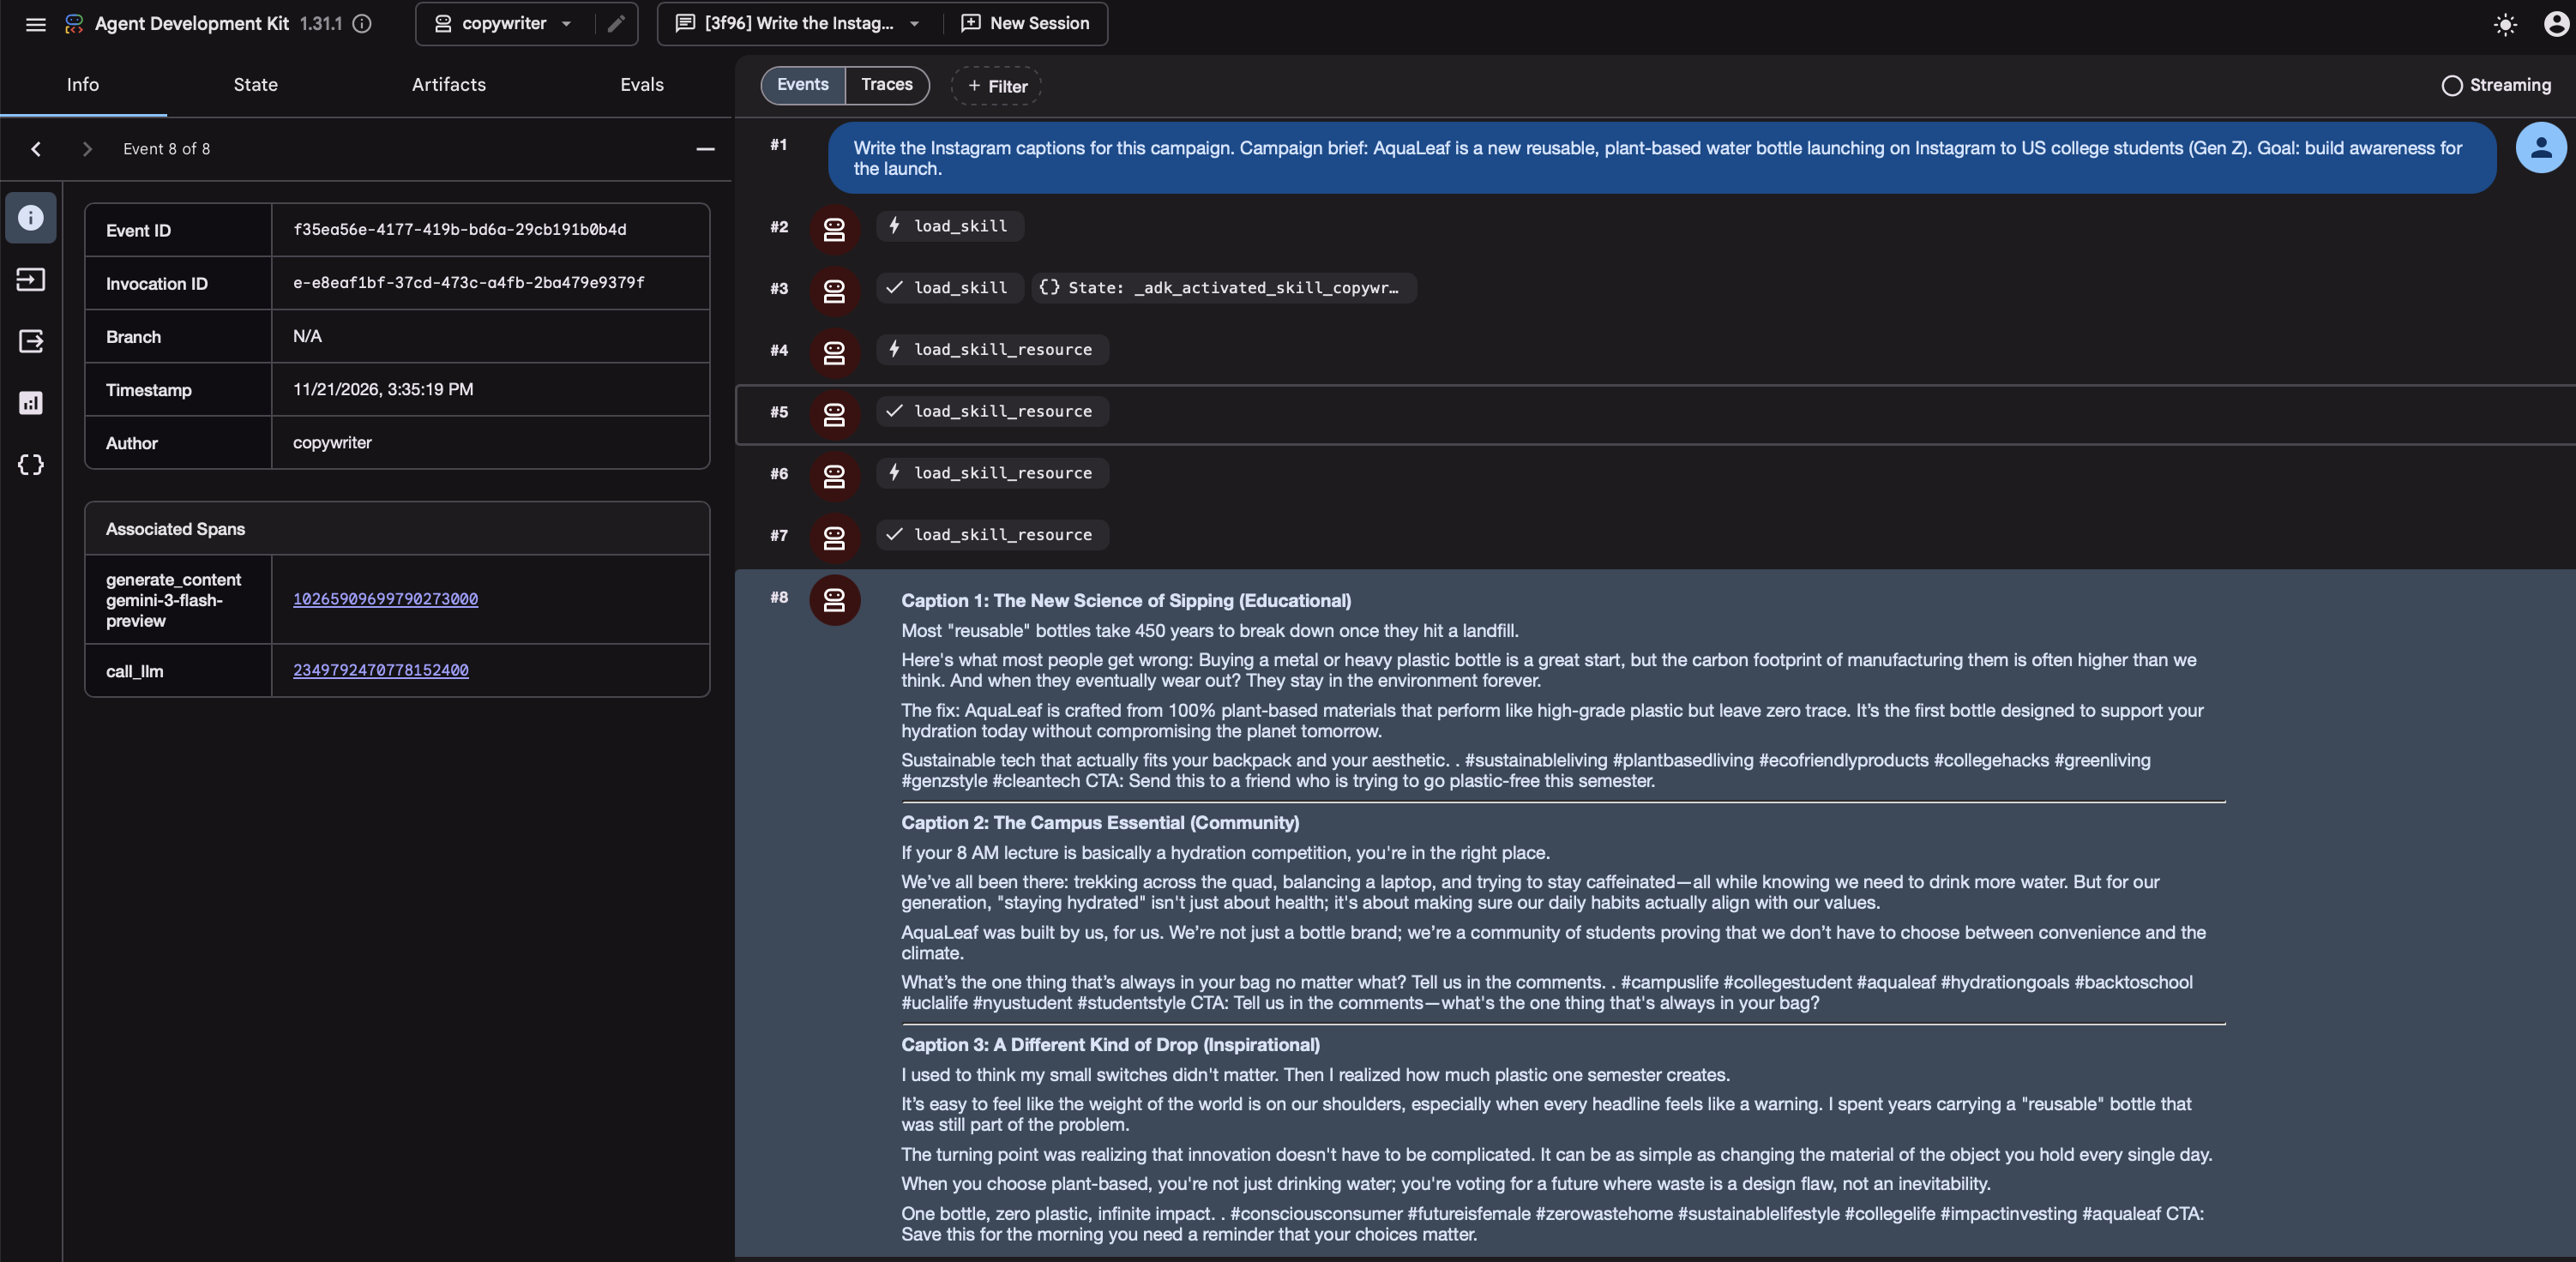 Agent Development Kit 1.31.1
copywriter
[3f96] Write the Instag...
New Session
Info
State
Artifacts
Evals
Events
Traces
+ Filter
Streaming
Event 8 of 8
Event ID
f35ea56e-4177-419b-bd6a-29cb191b0b4d
Invocation ID
e-e8eaf1bf-37cd-473c-a4fb-2ba479e9379f
Branch
N/A
Timestamp
11/21/2026, 3:35:19 PM
Author
copywriter
Associated Spans
generate_content
gemini-3-flash-
preview
10265909699790273000
call_llm
2349792470778152400
#1
Write the Instagram captions for this campaign. Campaign brief: AquaLeaf is a new reusable, plant-based water bottle launching on Instagram to US college students (Gen Z). Goal: build awareness for
the launch.
#2
load_skill
#3
load_skill
{} State: _adk_activated_skill_copywr…
#4
load_skill_resource
#5
load_skill_resource
#6
load_skill_resource
#7
load_skill_resource
#8
Caption 1: The New Science of Sipping (Educational)
Most "reusable" bottles take 450 years to break down once they hit a landfill.
Here's what most people get wrong: Buying a metal or heavy plastic bottle is a great start, but the carbon footprint of manufacturing them is often higher than we
think. And when they eventually wear out? They stay in the environment forever.
The fix: AquaLeaf is crafted from 100% plant-based materials that perform like high-grade plastic but leave zero trace. It’s the first bottle designed to support your
hydration today without compromising the planet tomorrow.
Sustainable tech that actually fits your backpack and your aesthetic. . #sustainableliving #plantbasedliving #ecofriendlyproducts #collegehacks #greenliving
#genzstyle #cleantech CTA: Send this to a friend who is trying to go plastic-free this semester.
Caption 2: The Campus Essential (Community)
If your 8 AM lecture is basically a hydration competition, you're in the right place.
We’ve all been there: trekking across the quad, balancing a laptop, and trying to stay caffeinated—all while knowing we need to drink more water. But for our
generation, "staying hydrated" isn't just about health; it's about making sure our daily habits actually align with our values.
AquaLeaf was built by us, for us. We’re not just a bottle brand; we’re a community of students proving that we don’t have to choose between convenience and the
climate.
What’s the one thing that’s always in your bag no matter what? Tell us in the comments. . #campuslife #collegestudent #aqualeaf #hydrationgoals #backtoschool
#uclalife #nyustudent #studentstyle CTA: Tell us in the comments—what's the one thing that's always in your bag?
Caption 3: A Different Kind of Drop (Inspirational)
I used to think my small switches didn't matter. Then I realized how much plastic one semester creates.
It’s easy to feel like the weight of the world is on our shoulders, especially when every headline feels like a warning. I spent years carrying a "reusable" bottle that
was still part of the problem.
The turning point was realizing that innovation doesn't have to be complicated. It can be as simple as changing the material of the object you hold every single day.
When you choose plant-based, you're not just drinking water; you're voting for a future where waste is a design flaw, not an inevitability.
One bottle, zero plastic, infinite impact. . #consciousconsumer #futureisfemale #zerowastehome #sustainablelifestyle #collegelife #impactinvesting #aqualeaf CTA:
Save this for the morning you need a reminder that your choices matter.